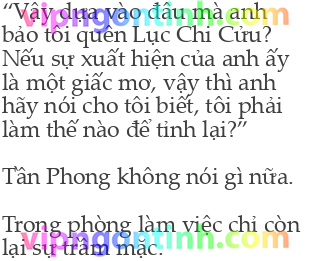 vipngontinh.com
“Vậy dựa vào đâu mà anh
bảo tôi quên Lục Chi Cửu?
Nếu sự xuất hiện của anh ấy
là một giấc mơ, vậy thì anh
hãy nói cho tôi biết, tôi phải
làm thế nào để tỉnh lại?”
Tần Phong không nói gì nữa.
Trong phòng làm việc chỉ còn
vipngontinh.com
lại sự trầm mặc.